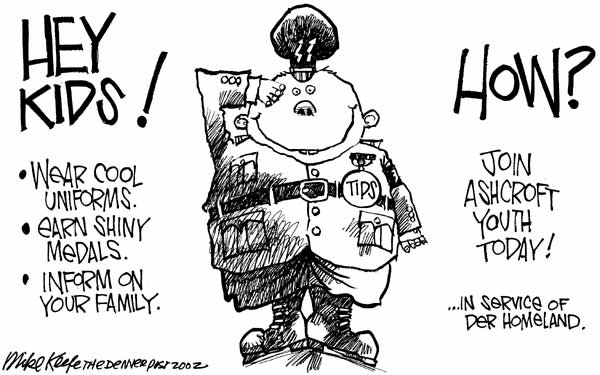 HEY
KIDS!
• WEAR COOL
UNIFORMS.
• EARN SHINY
MEDALS.
• INFORM ON
YOUR FAMILY.
TIPS
HOW?
JOIN
ASHCROFT
YOUTH
TODAY!
...IN SERVICE OF
DER HOMELAND.
MIKE KEEFE THE DENVER POST 2002